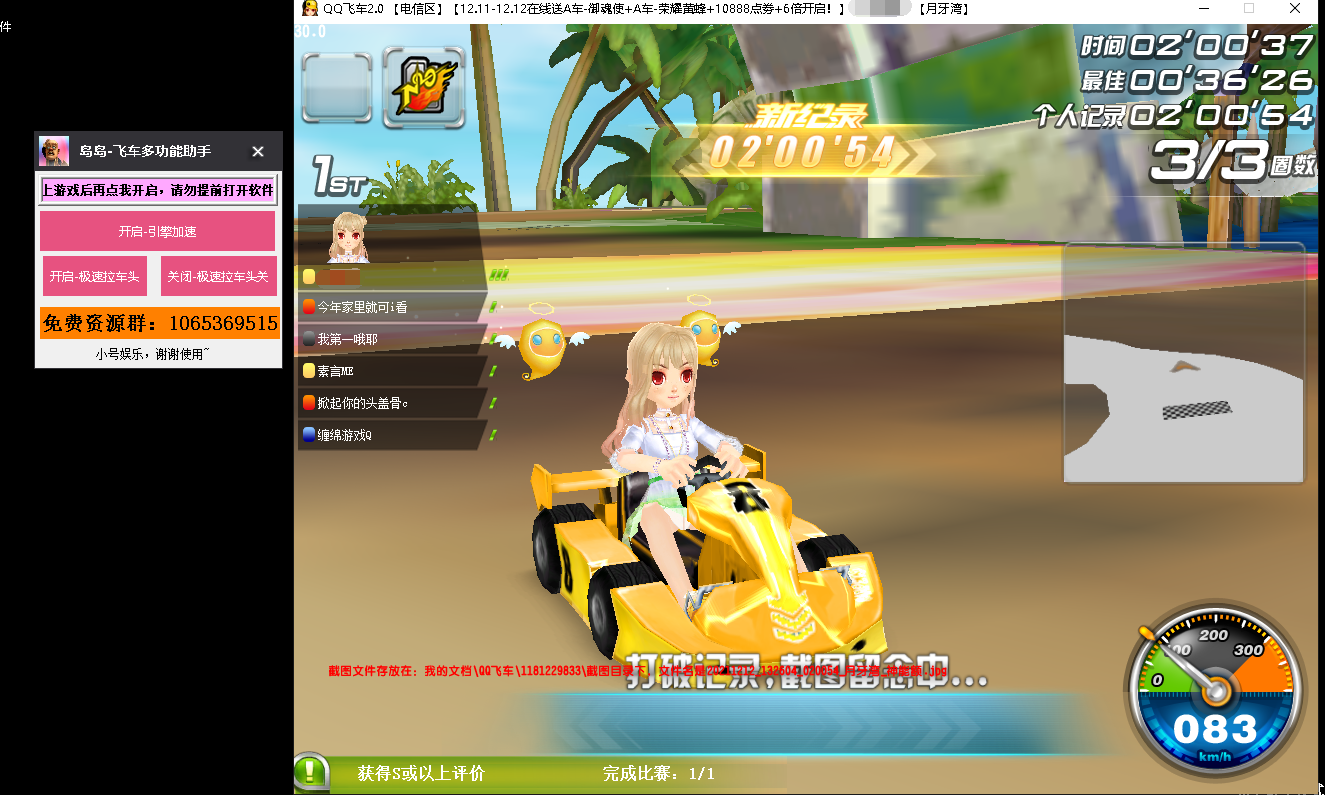 件
QQ飞车2.0 【电信区】【12.11-12.12在线送A车-御魂使+A车-荣耀黄蜂+10888点券+6倍开启！】 【月牙湾】
30.0
时间02'00'37
最佳00'36'26
个人记录02'00'54
3/3圈数
新纪录
02'00'54
1ST
岛岛-飞车多功能助手
上游戏后再点我开启，请勿提前打开软件
开启-引擎加速
开启-极速拉车头
关闭-极速拉车头关
免费资源群：1065369515
小号娱乐，谢谢使用~
今年家里就可i看
我第一哦耶
素言ME
掀起你的头盖骨c
缠绵游戏Q
打破记录,截图留念中...
截图文件存放在：我的文档\QQ飞车\1181229833\截图目录下
200
300
0
083
km/h
获得S或以上评价
完成比赛：1/1